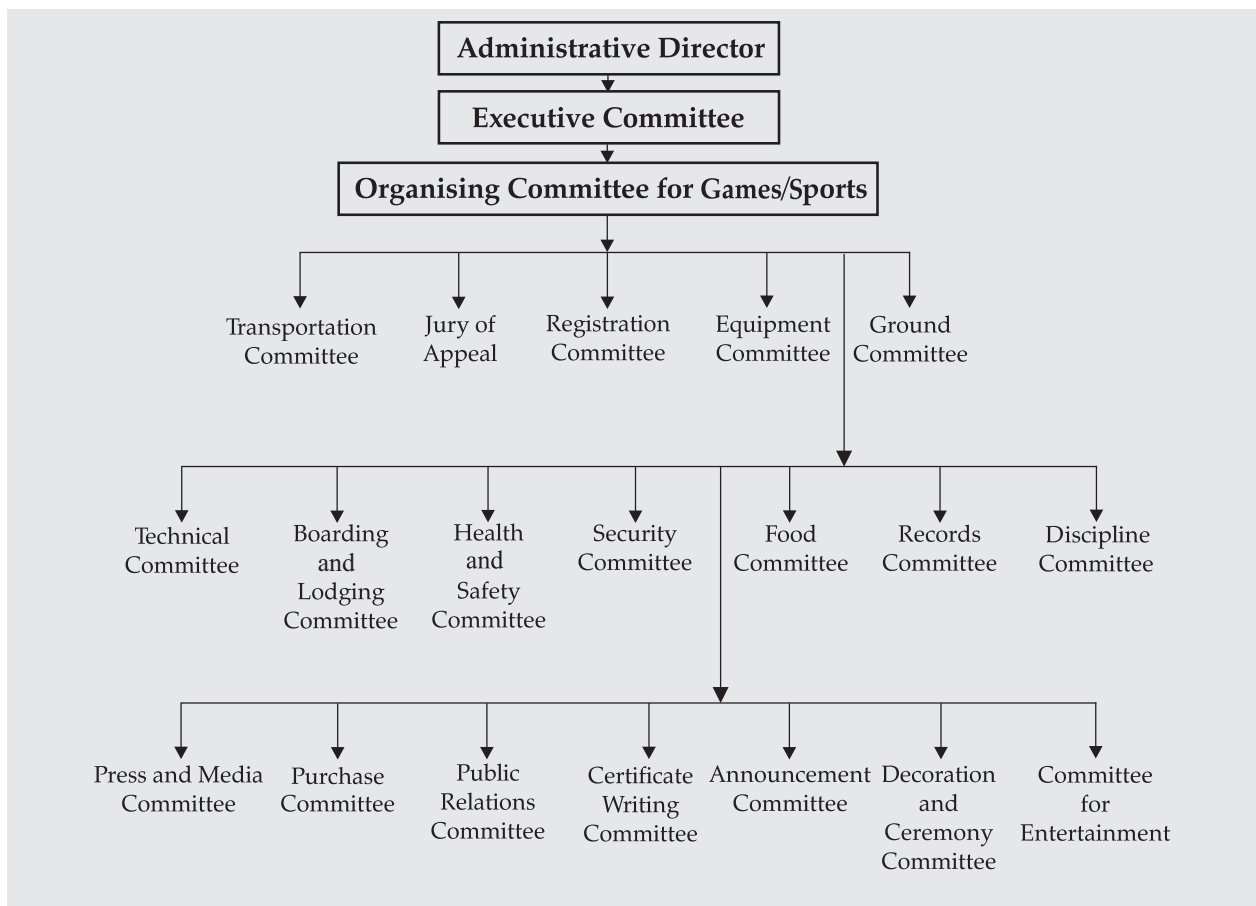 Administrative Director
Executive Committee
Organising Committee for Games/Sports
Transportation
Committee
Jury of
Appeal
Registration
Committee
Equipment
Committee
Ground
Committee
Technical
Committee
Boarding
and
Lodging
Committee
Health
and
Safety
Committee
Security
Committee
Food
Committee
Records
Committee
Discipline
Committee
Press and Media
Committee
Purchase
Committee
Public
Relations
Committee
Certificate
Writing
Committee
Announcement
Committee
Decoration
and
Ceremony
Committee
Committee
for
Entertainment